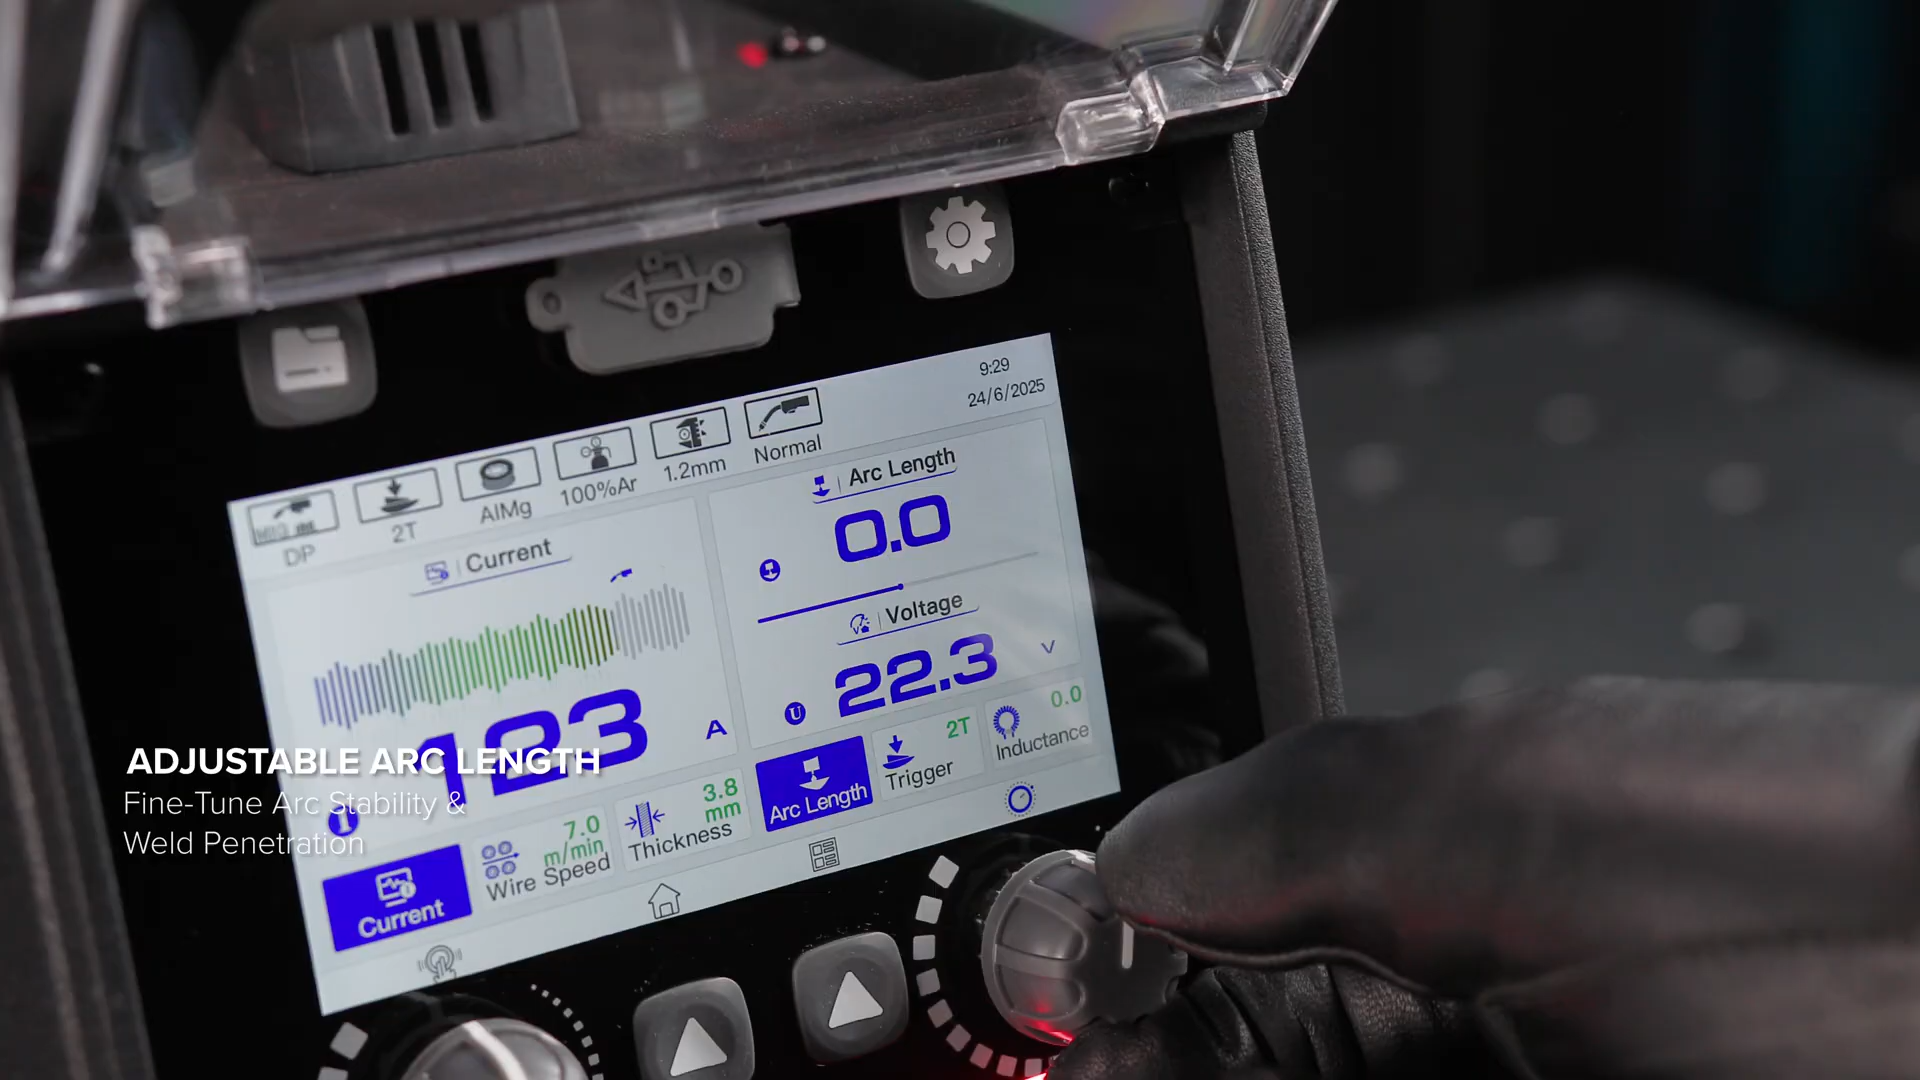 9:29
24/6/2025
DP
2T
AlMg
100%Ar
1.2mm
Normal
Current
123
A
Arc Length
0.0
Voltage
22.3
V
U
ADJUSTABLE ARC LENGTH
Fine-Tune Arc Stability &
Weld Penetration
Current
7.0
m/min
Wire Speed
3.8
mm
Thickness
Arc Length
2T
Trigger
0.0
Inductance